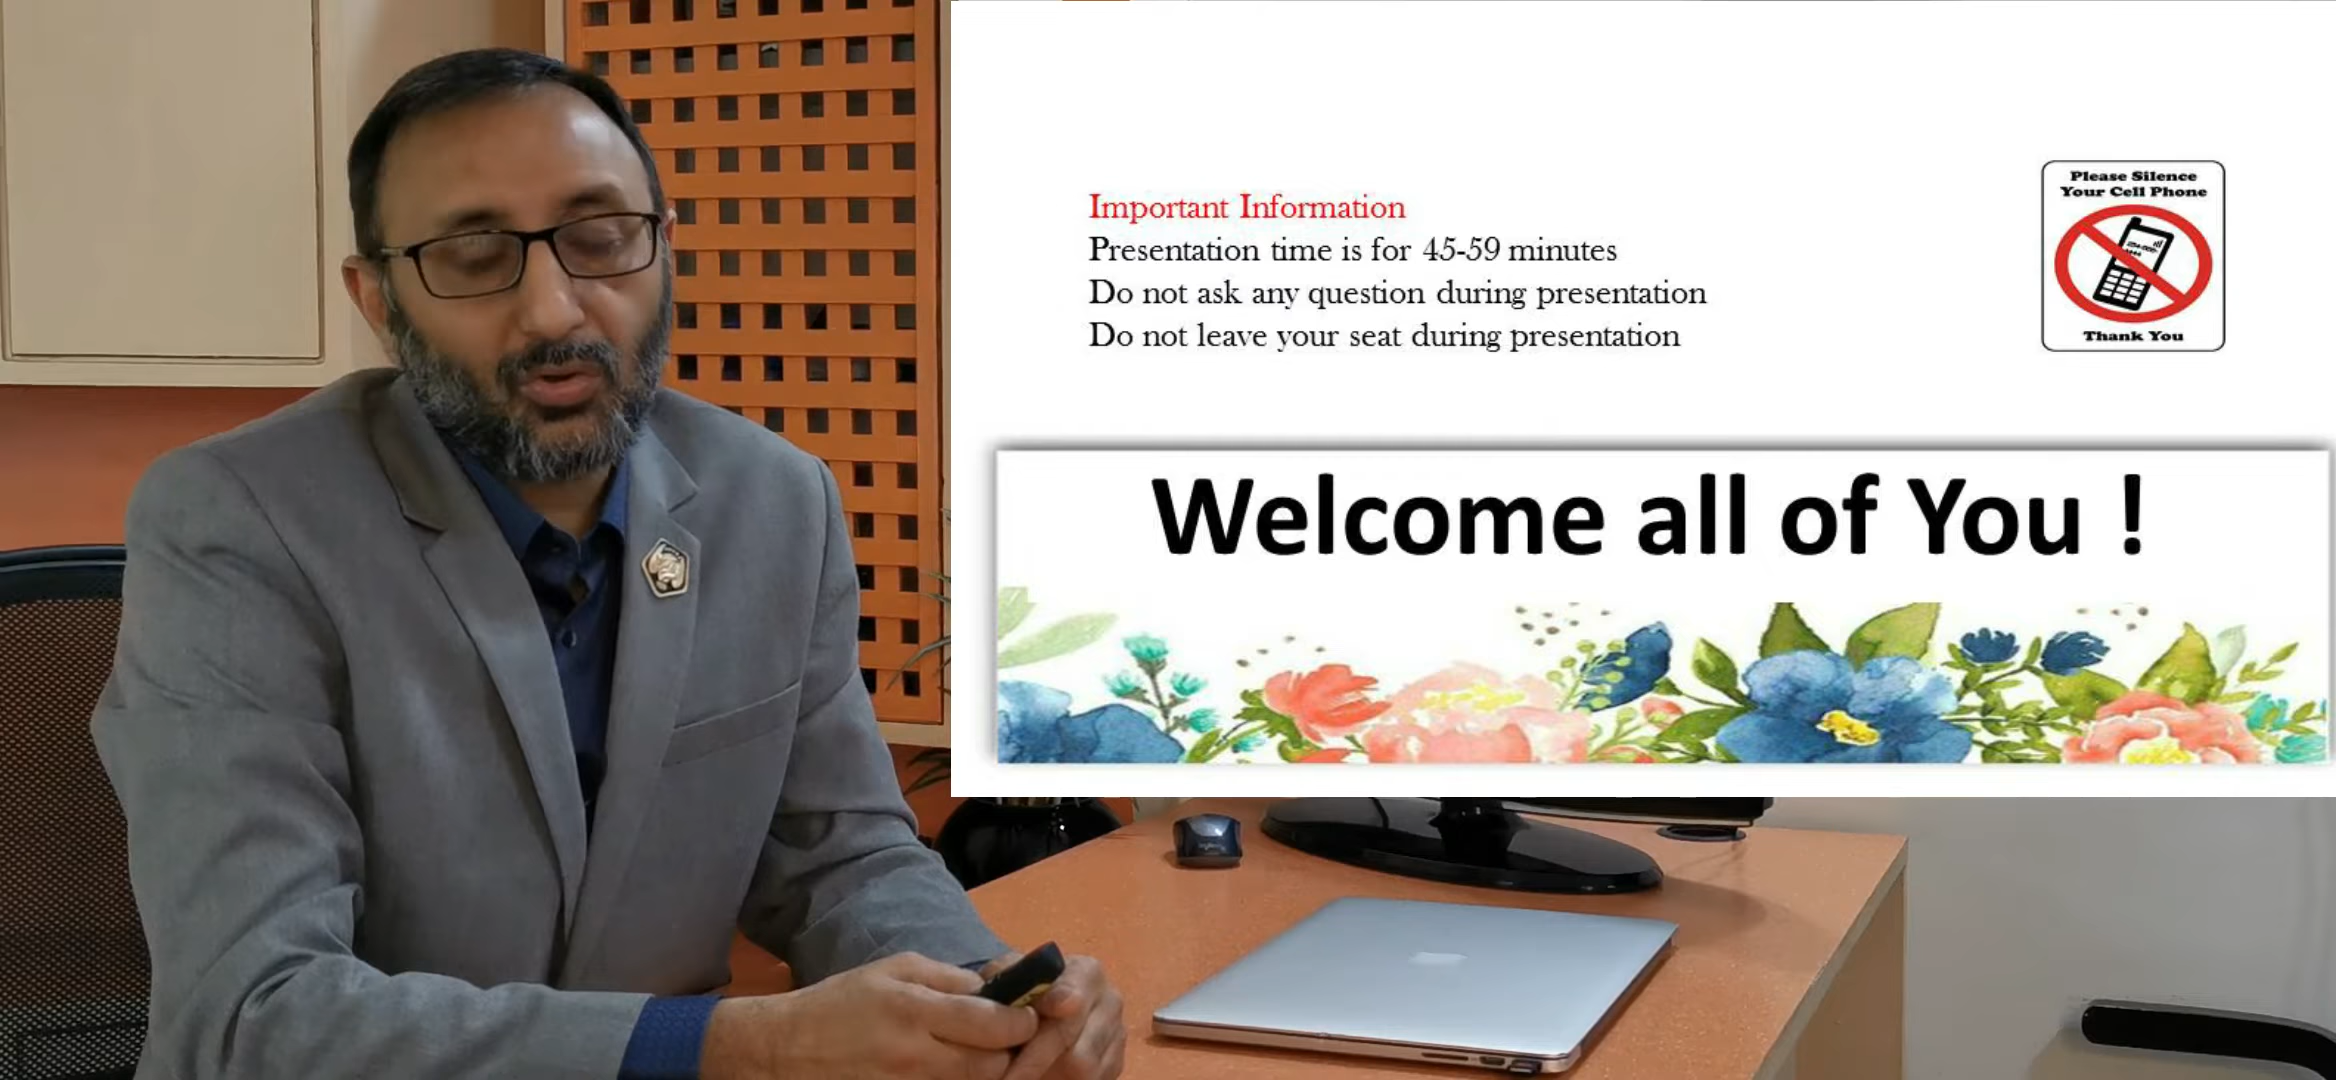 Important Information
Presentation time is for 45-59 minutes
Do not ask any question during presentation
Do not leave your seat during presentation
Please Silence
Your Cell Phone
Thank You
Welcome all of You !